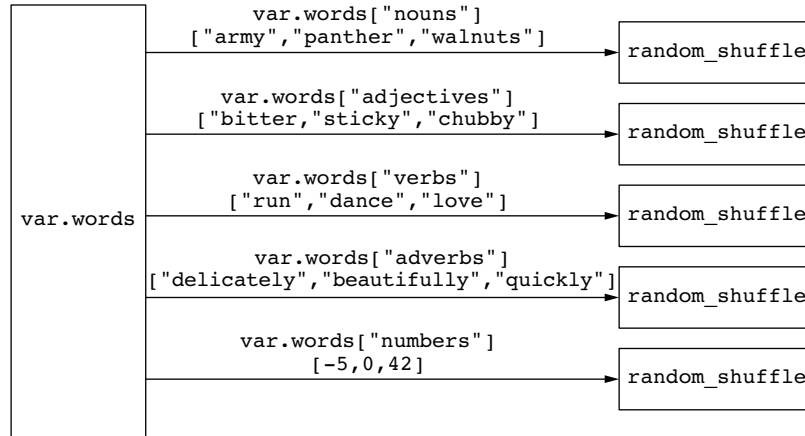 var.words["nouns"]
["army","panther","walnuts"]
random_shuffle
var.words["adjectives"]
["bitter,"sticky","chubby"]
random_shuffle
var.words["verbs"]
["run","dance","love"]
random_shuffle
var.words
var.words["adverbs"]
["delicately","beautifully","quickly"]
random_shuffle
var.words["numbers"]
[-5,0,42]
random_shuffle